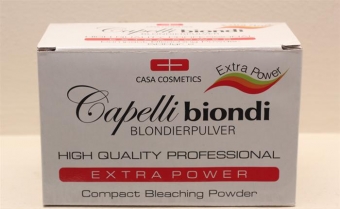 CASA COSMETICS
Extra Power
Capelli biondi
BLONDIERPULVER
HIGH QUALITY PROFESSIONAL
EXTRA POWER
Compact Bleaching Powder